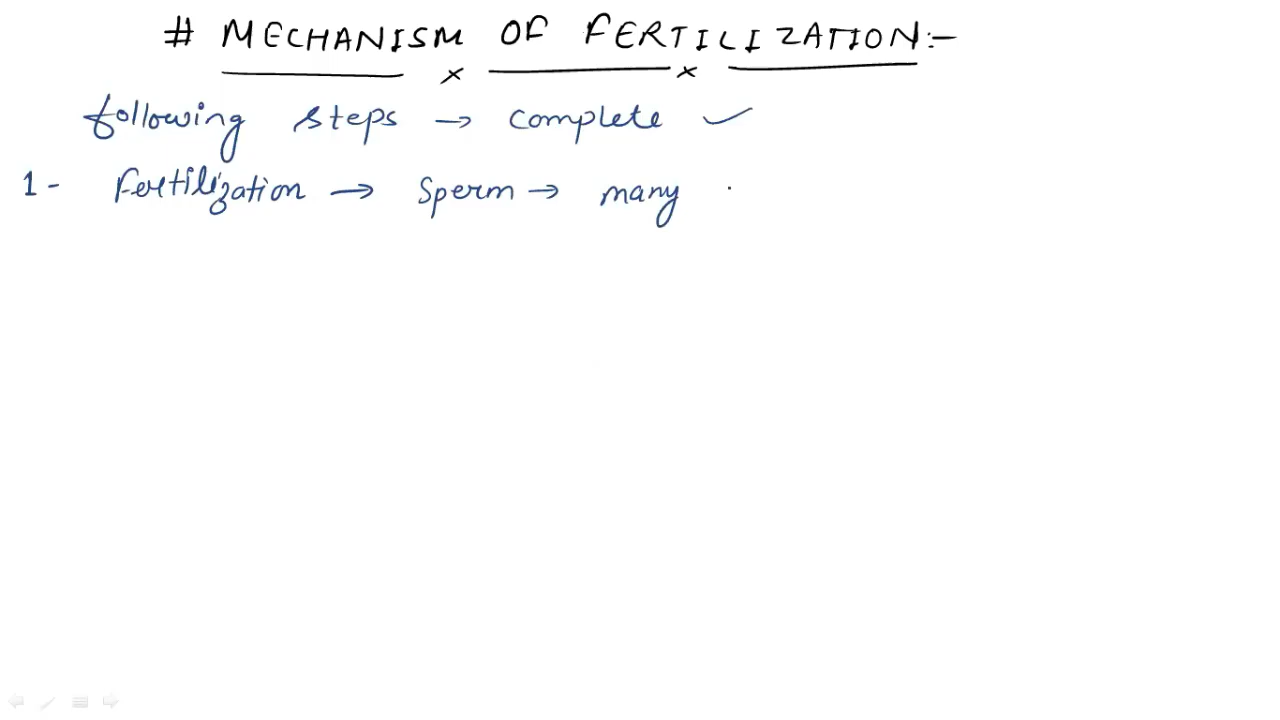 # MECHANISM OF FERTILIZATION:-
following steps → complete ✓
1 - Fertilization → Sperm → many